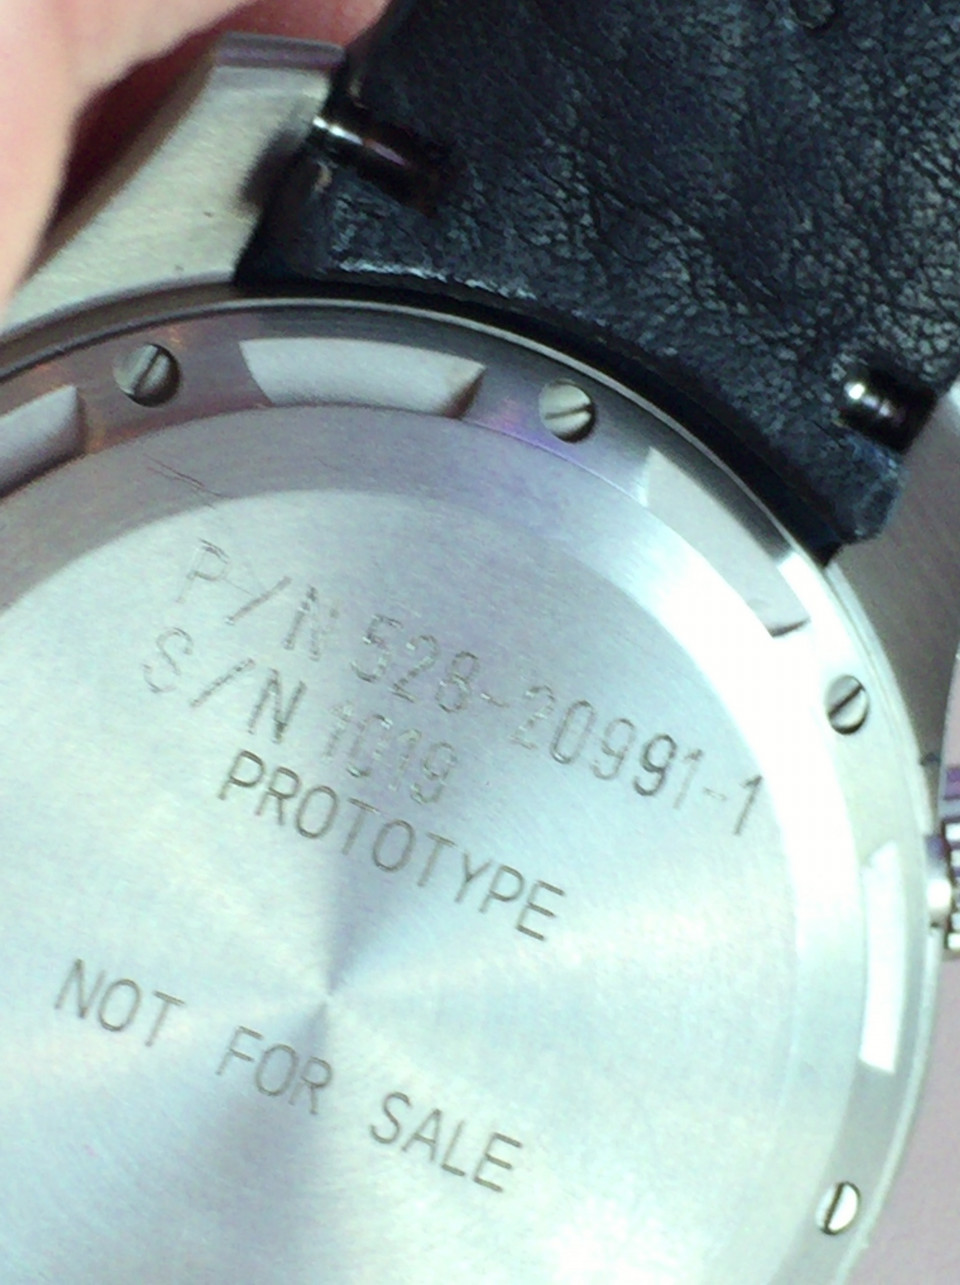 P/N 528-20991-1
S/N 1019
PROTOTYPE
NOT FOR SALE